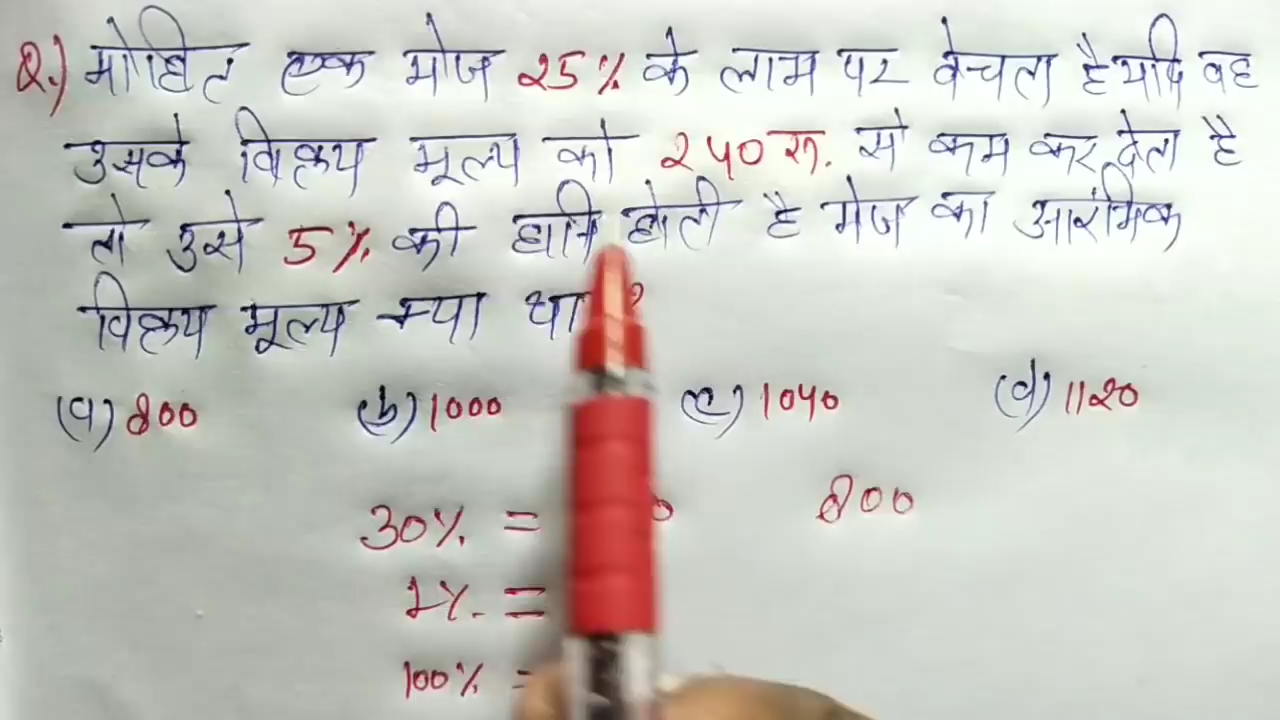 Q.) मोहित एक मेज 25% के लाभ पर बेचता है यदि वह
उसके विक्रय मूल्य को 240 रू. से कम कर देता है
तो उसे 5% की हानि होती है मेज का आरंभिक
विक्रय मूल्य क्या था ?
(a) 800 (b) 1000 (c) 1040 (d) 1120
30% = 800
1% =
100% =